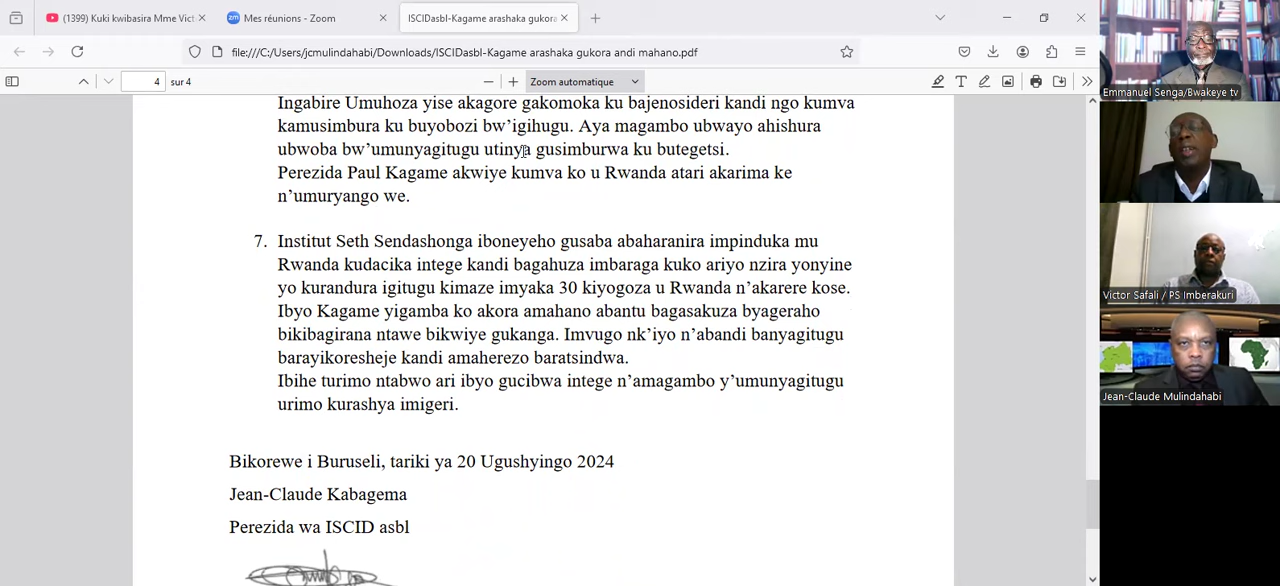 (1399) Kuki kwibasira Mme Vict
Mes réunions - Zoom
ISCIDasbl-Kagame arashaka gukora
file:///C:/Users/jcmulindahabi/Downloads/ISCIDasbl-Kagame arashaka gukora andi mahano.pdf
4 sur 4
Zoom automatique
Ingabire Umuhoza yise akagore gakomoka ku bajenosideri kandi ngo kumva
kamusimbura ku buyobozi bw'igihugu. Aya magambo ubwayo ahishura
ubwoba bw'umunyagitugu utinya gusimburwa ku butegetsi.
Perezida Paul Kagame akwiye kumva ko u Rwanda atari akarima ke
n'umuryango we.
7. Institut Seth Sendashonga iboneyeho gusaba abaharanira impinduka mu
Rwanda kudacika intege kandi bagahuza imbaraga kuko ariyo nzira yonyine
yo kurandura igitugu kimaze imyaka 30 kiyogoza u Rwanda n'akarere kose.
Ibyo Kagame yigamba ko akora amahano abantu bagasakuza byageraho
bikibagirana ntawe bikwiye gukanga. Imvugo nk'iyo n'abandi banyagitugu
barayikoresheje kandi amaherezo baratsindwa.
Ibihe turimo ntabwo ari ibyo gucibwa intege n'amagambo y'umunyagitugu
urimo kurashya imigeri.
Bikorewe i Buruseli, tariki ya 20 Ugushyingo 2024
Jean-Claude Kabagema
Perezida wa ISCID asbl
Emmanuel Senga/Bwakeye tv
Victor Safali / PS Imberakuri
Jean-Claude Mulindahabi